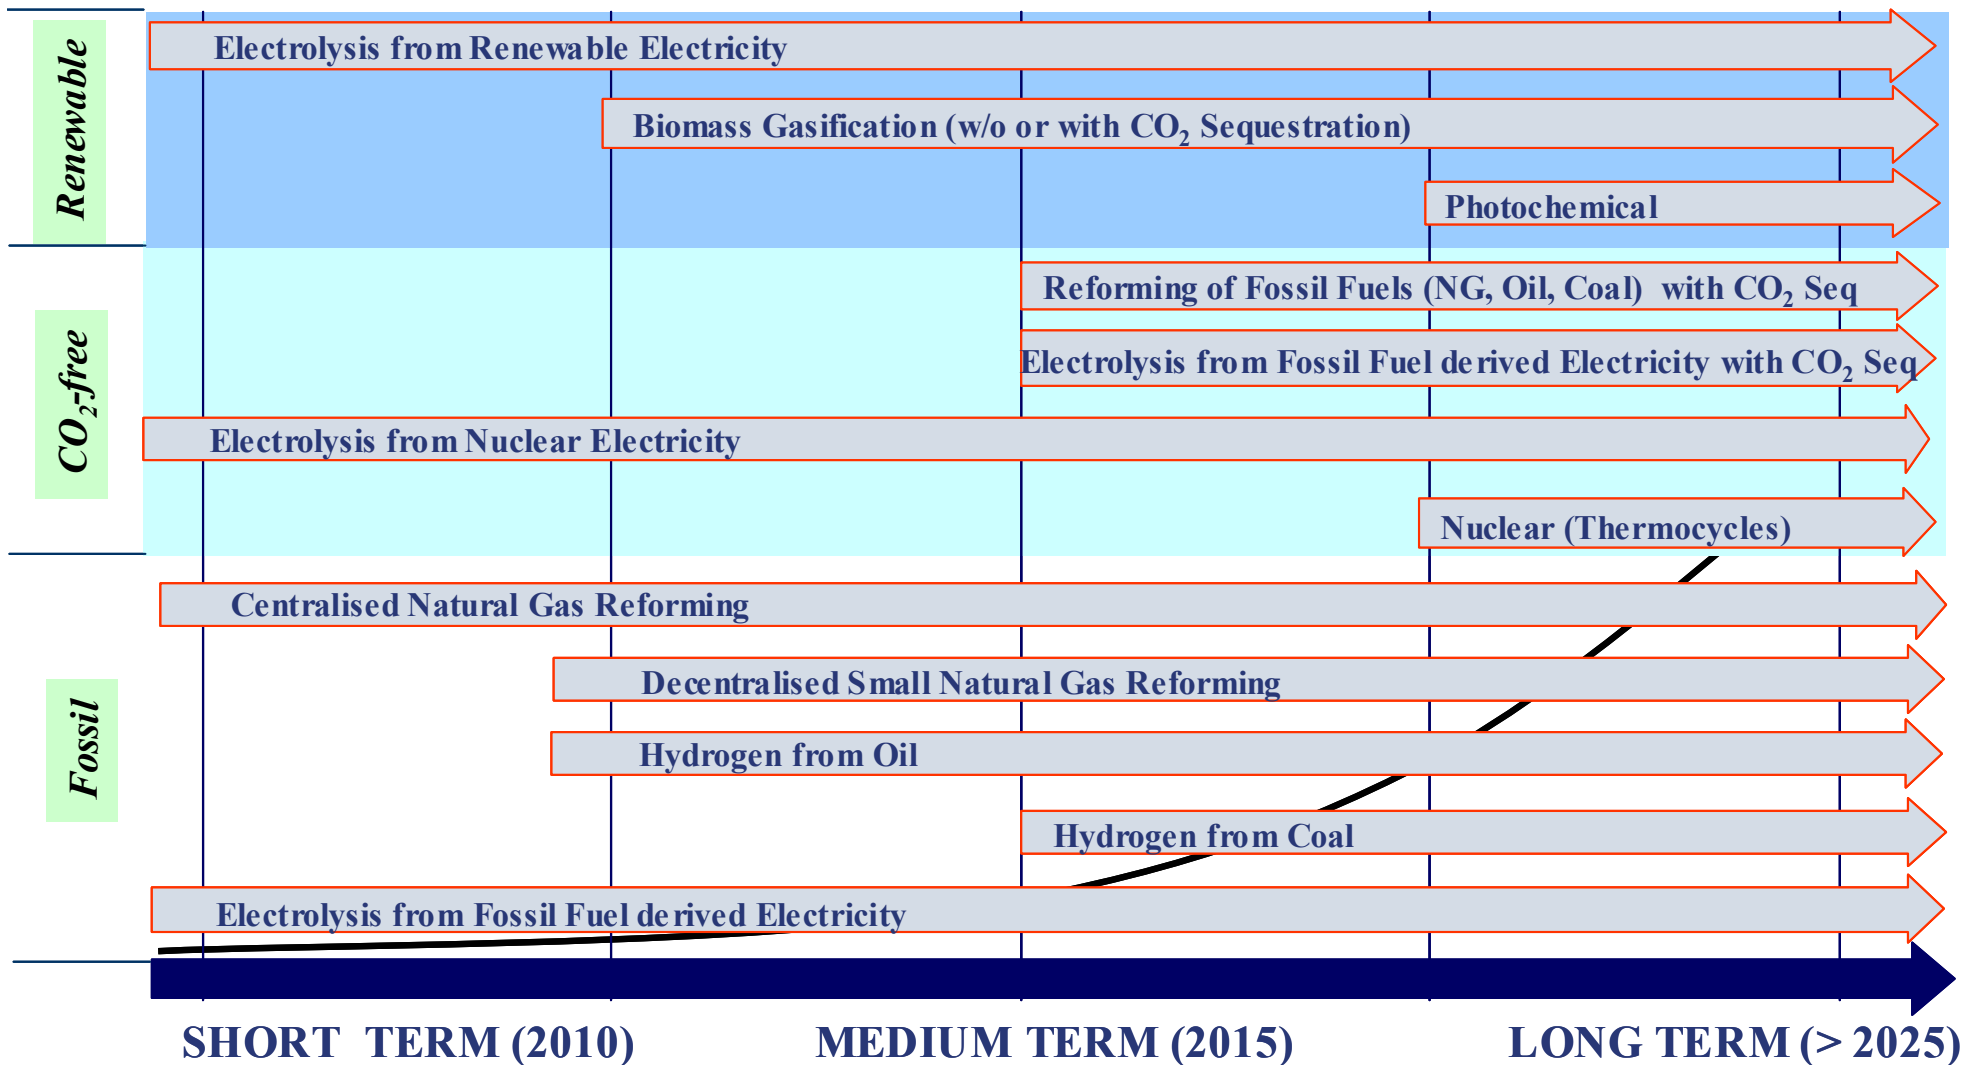 Renewable
Electrolysis from Renewable Electricity
Biomass Gasification (w/o or with CO₂ Sequestration)
Photochemical
CO₂-free
Reforming of Fossil Fuels (NG, Oil, Coal) with CO₂ Seq
Electrolysis from Fossil Fuel derived Electricity with CO₂ Seq
Electrolysis from Nuclear Electricity
Nuclear (Thermocycles)
Fossil
Centralised Natural Gas Reforming
Decentralised Small Natural Gas Reforming
Hydrogen from Oil
Hydrogen from Coal
Electrolysis from Fossil Fuel derived Electricity
SHORT TERM (2010) MEDIUM TERM (2015) LONG TERM (> 2025)